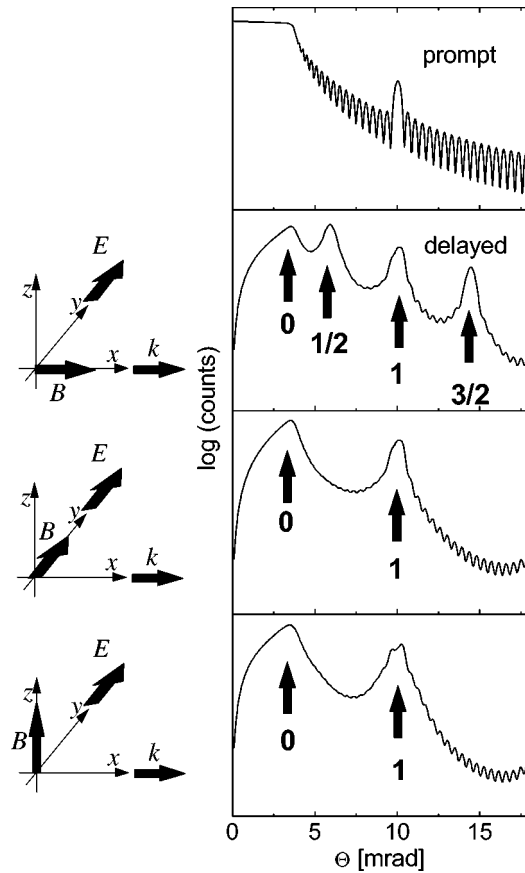 prompt
delayed
0
1/2
1
3/2
E
z
y
x
k
B
log (counts)
E
z
y
B
x
k
0
1
E
z
y
B
x
k
0
1
0 5 10 15
Θ [mrad]